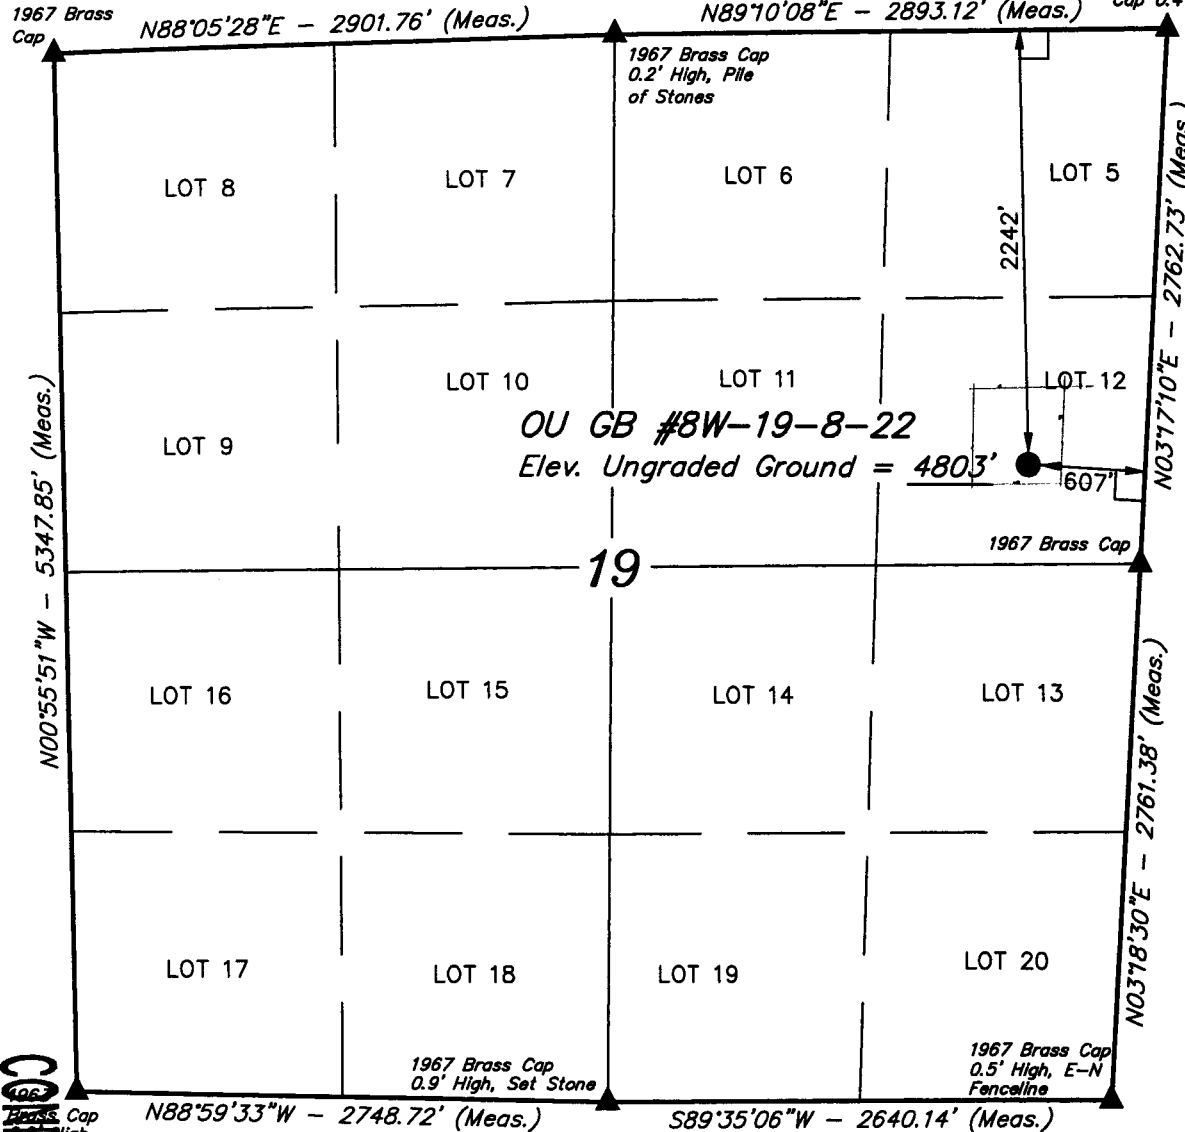 1967 Brass
Cap
N88°05'28"E - 2901.76' (Meas.)
N89°10'08"E - 2893.12' (Meas.)
Cap 0.4
1967 Brass Cap
0.2' High, Pile
of Stones
LOT 8
LOT 7
LOT 6
LOT 5
2242'
N03°17'10"E - 2762.73' (Meas.)
LOT 9
LOT 10
LOT 11
LOT 12
OU GB #8W-19-8-22
Elev. Ungraded Ground = 4803'
607'
N00°55'51"W - 5347.85' (Meas.)
1967 Brass Cap
19
LOT 16
LOT 15
LOT 14
LOT 13
N03°18'30"E - 2761.38' (Meas.)
LOT 17
LOT 18
LOT 19
LOT 20
1967 Brass Cap
0.9' High, Set Stone
1967 Brass Cap
0.5' High, E-N
Fenceline
1967
Brass Cap
High
N88°59'33"W - 2748.72' (Meas.)
S89°35'06"W - 2640.14' (Meas.)